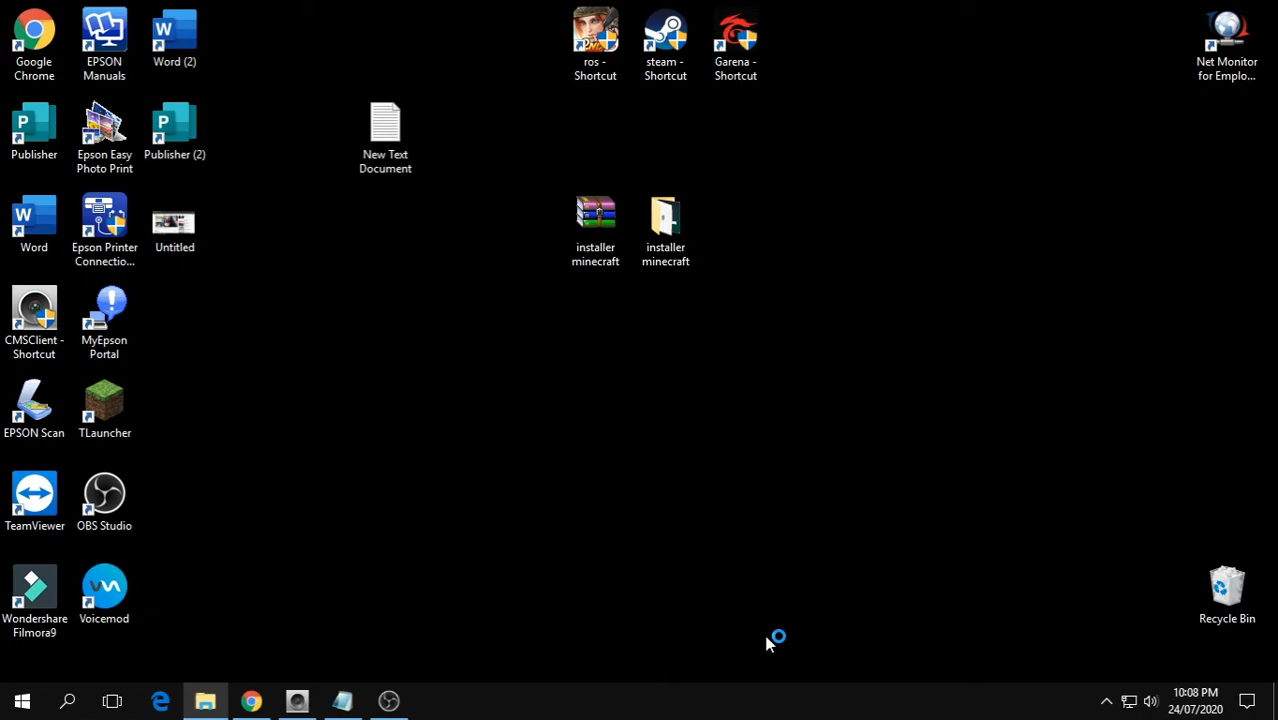 Google
Chrome
EPSON
Manuals
Word (2)
ros -
Shortcut
steam -
Shortcut
Garena -
Shortcut
Net Monitor
for Emplo...
Publisher
Epson Easy
Photo Print
Publisher (2)
New Text
Document
Word
Epson Printer
Connectio...
Untitled
installer
minecraft
installer
minecraft
CMSClient -
Shortcut
MyEpson
Portal
EPSON Scan
TLauncher
TeamViewer
OBS Studio
Wondershare
Filmora9
Voicemod
Recycle Bin
10:08 PM
24/07/2020